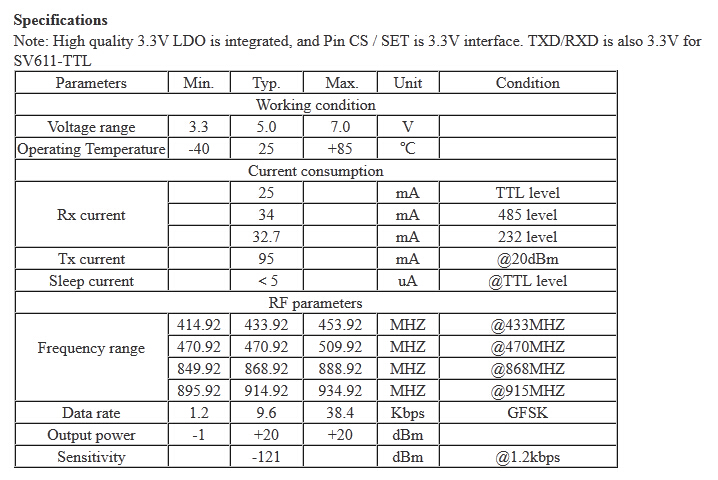 Specifications
Note: High quality 3.3V LDO is integrated, and Pin CS / SET is 3.3V interface. TXD/RXD is also 3.3V for
SV611-TTL
Parameters Min. Typ. Max. Unit Condition
Working condition
Voltage range 3.3 5.0 7.0 V
Operating Temperature -40 25 +85 ℃
Current consumption
Rx current 25 mA TTL level
34 mA 485 level
32.7 mA 232 level
Tx current 95 mA @20dBm
Sleep current < 5 uA @TTL level
RF parameters
Frequency range 414.92 433.92 453.92 MHZ @433MHZ
470.92 470.92 509.92 MHZ @470MHZ
849.92 868.92 888.92 MHZ @868MHZ
895.92 914.92 934.92 MHZ @915MHZ
Data rate 1.2 9.6 38.4 Kbps GFSK
Output power -1 +20 +20 dBm
Sensitivity -121 dBm @1.2kbps